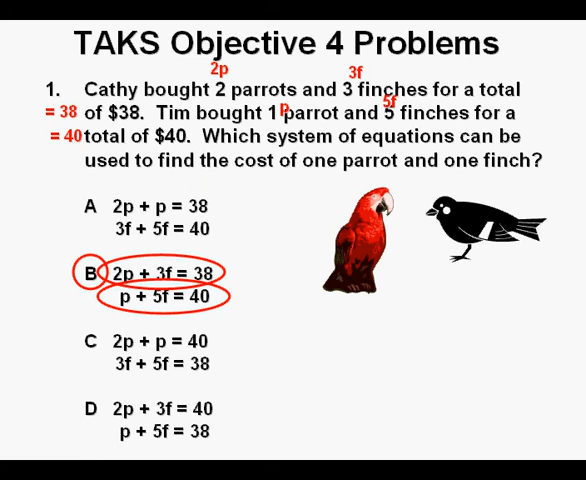 TAKS Objective 4 Problems
2p 3f
1. Cathy bought 2 parrots and 3 finches for a total
= 38 of $38. Tim bought 1 parrot and 5 finches for a
p 5f
= 40 total of $40. Which system of equations can be
used to find the cost of one parrot and one finch?
A 2p + p = 38
3f + 5f = 40
B 2p + 3f = 38
p + 5f = 40
C 2p + p = 40
3f + 5f = 38
D 2p + 3f = 40
p + 5f = 38